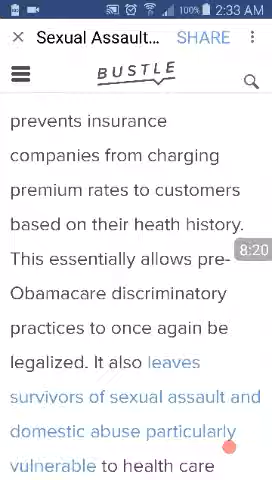 100% 2:33 AM
× Sexual Assault... SHARE
BUSTLE
prevents insurance
companies from charging
premium rates to customers
based on their heath history.
8:20
This essentially allows pre-
Obamacare discriminatory
practices to once again be
legalized. It also leaves
survivors of sexual assault and
domestic abuse particularly
vulnerable to health care